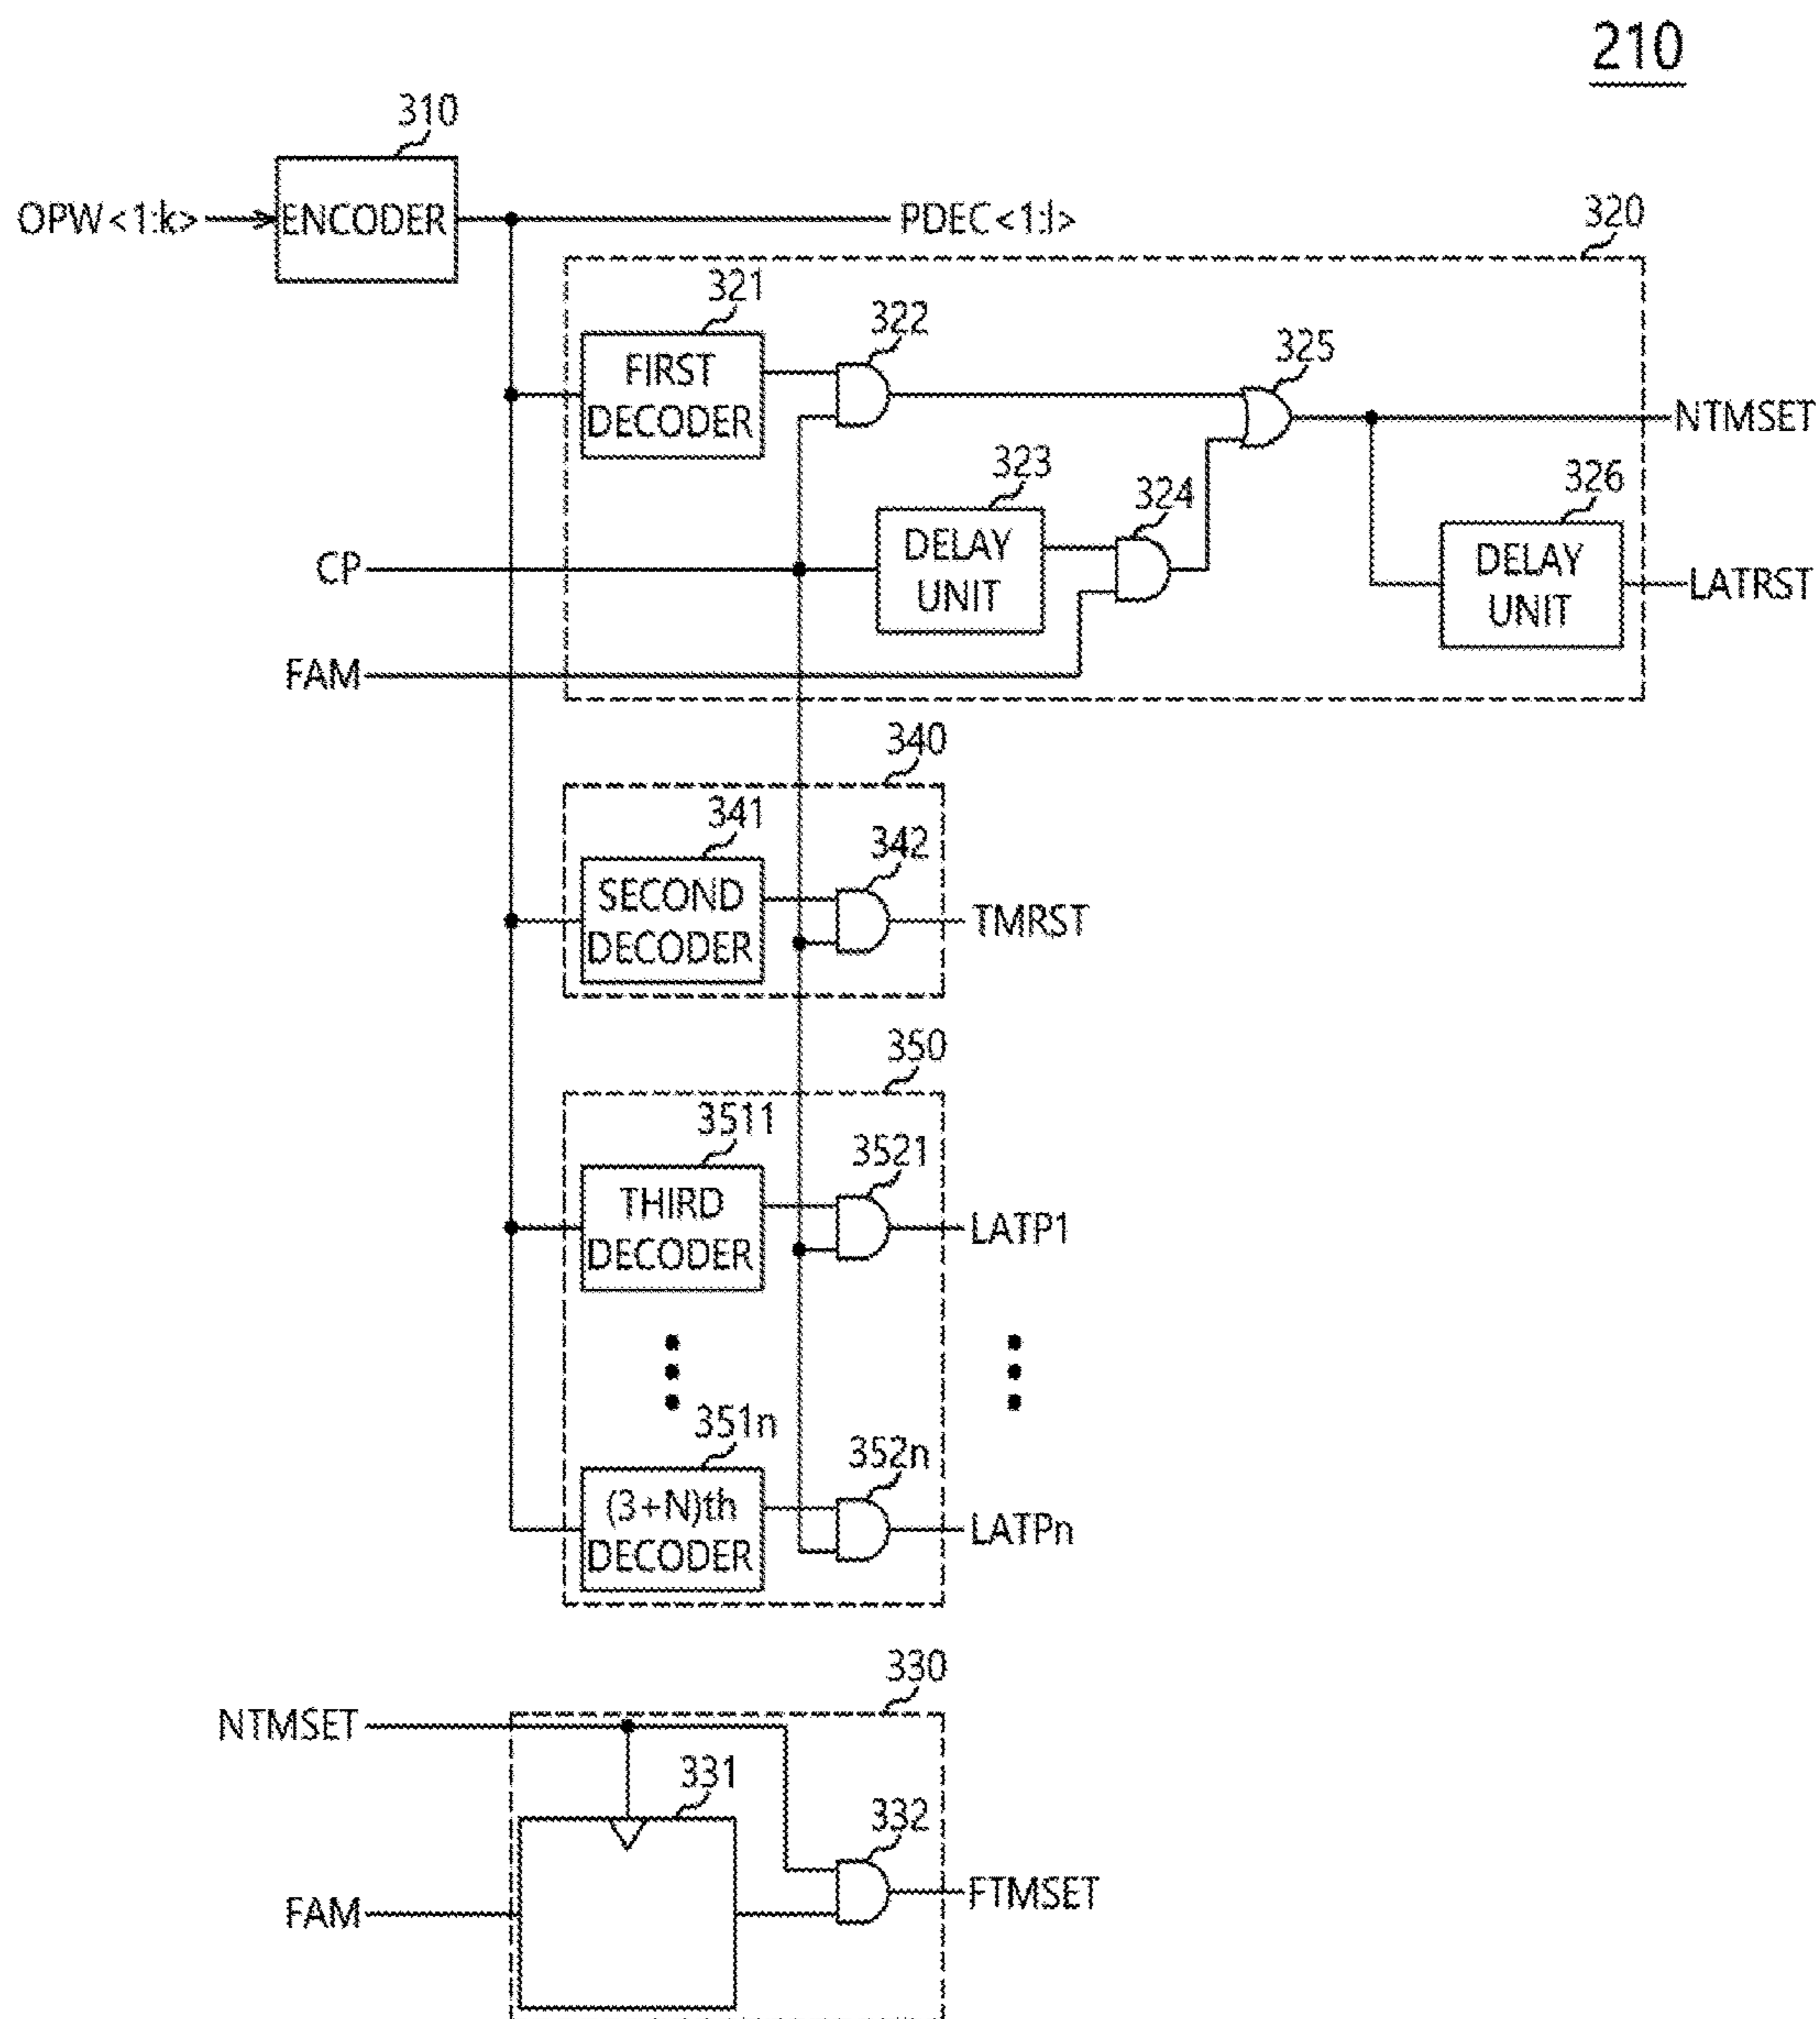 210
310
OPW<1:k>
ENCODER
PDEC<1:l>
320
321
FIRST
DECODER
322
325
NTMSET
323
DELAY
UNIT
324
326
DELAY
UNIT
LATRST
CP
FAM
340
341
SECOND
DECODER
342
TMRST
350
3511
THIRD
DECODER
3521
LATP1
351n
(3+N)th
DECODER
352n
LATPn
330
NTMSET
331
332
FAM
FTMSET